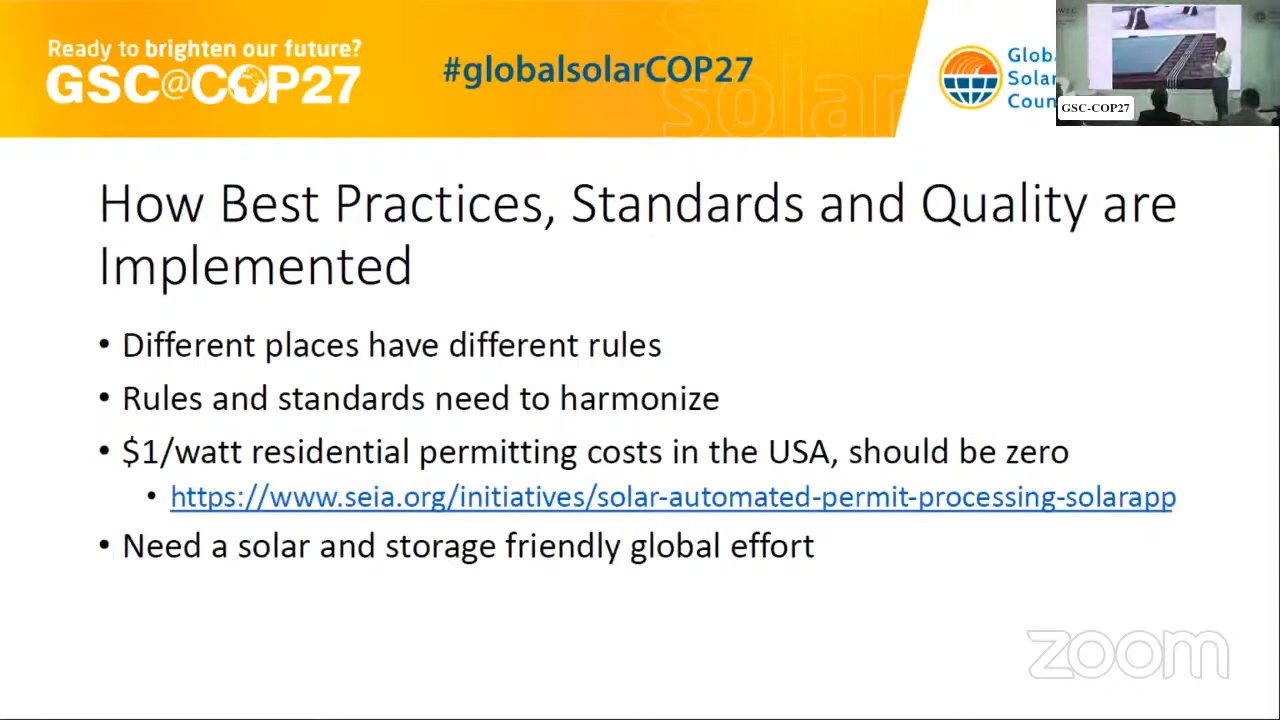 Ready to brighten our future?
GSC@COP27
#globalsolarCOP27
solar
Solar
GSC-COP27
How Best Practices, Standards and Quality are
Implemented
• Different places have different rules
• Rules and standards need to harmonize
• $1/watt residential permitting costs in the USA, should be zero
• https://www.seia.org/initiatives/solar-automated-permit-processing-solarapp
• Need a solar and storage friendly global effort
zoom